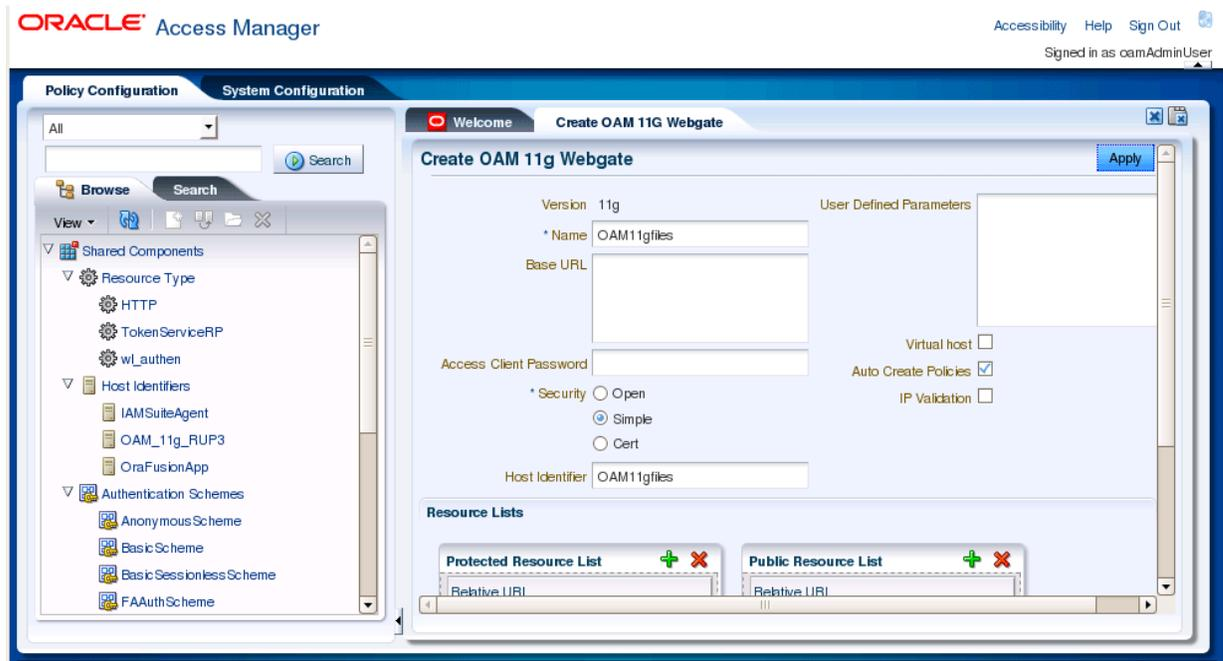 ORACLE Access Manager
Accessibility Help Sign Out
Signed in as oamAdminUser
Policy Configuration System Configuration
All
Search
Browse Search
View
Shared Components
Resource Type
HTTP
TokenServiceRP
wl_authen
Host Identifiers
IAMSuiteAgent
OAM_11g_RUP3
OraFusionApp
Authentication Schemes
AnonymousScheme
BasicScheme
BasicSessionlessScheme
FAAuthScheme
Welcome Create OAM 11G Webgate
Create OAM 11g Webgate Apply
Version 11g
* Name OAM11gfiles
Base URL
Access Client Password
* Security Open
Simple
Cert
Host Identifier OAM11gfiles
User Defined Parameters
Virtual host
Auto Create Policies
IP Validation
Resource Lists
Protected Resource List
Relative URI
Public Resource List
Relative URI